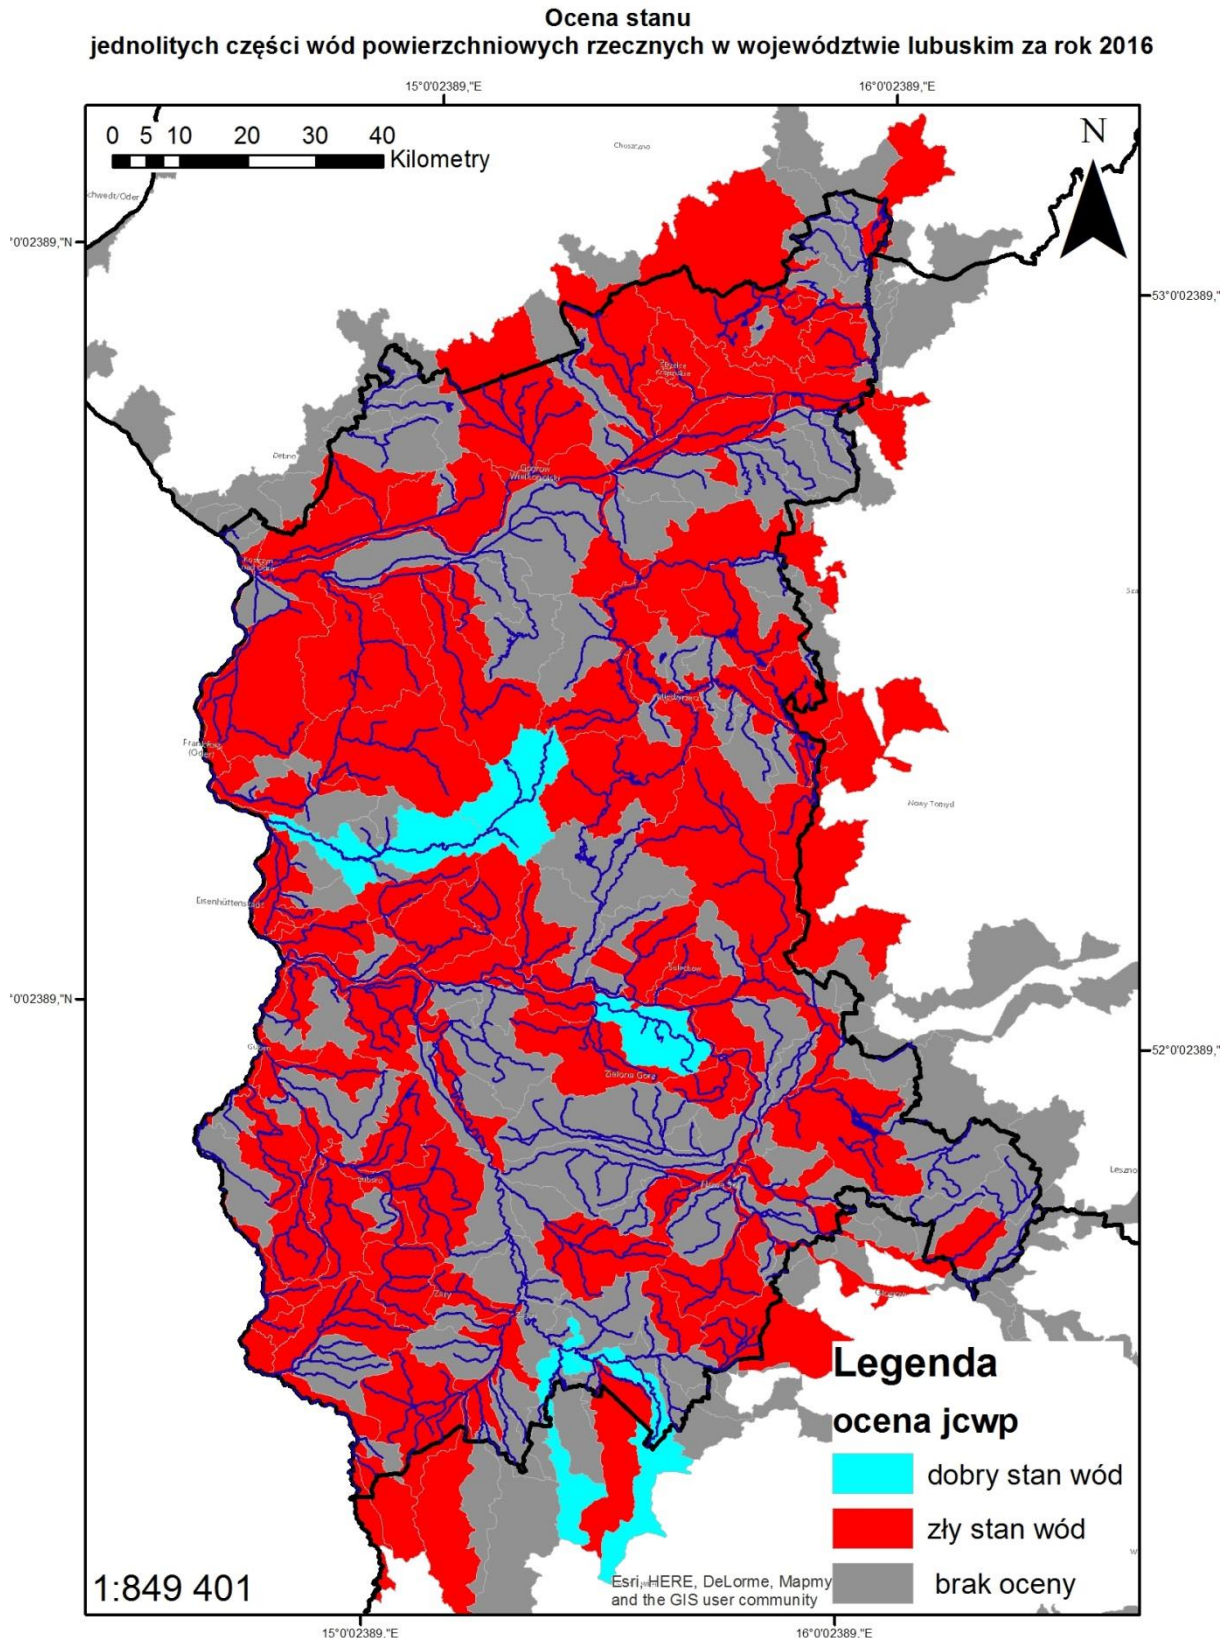 Ocena stanu
jednolitych części wód powierzchniowych rzecznych w województwie lubuskim za rok 2016
15°0'02389,"E
16°0'02389,"E
0 5 10 20 30 40
Kilometry
N
Choszczno
Schwedt/Oder
°0'02389,"N
53°0'02389,"
Strzelce
Krajeńskie
Dębno
Gorzów
Wielkopolski
Kostrzyn
nad Odrą
Międzyrzecz
Frankfurt
(Oder)
Nowy Tomyśl
Eisenhüttenstadt
Sulechów
°0'02389,"N
52°0'02389,"
Guben
Zielona Góra
Lubsko
Leszno
Nowa Sól
Żary
Głogów
Legenda
ocena jcwp
dobry stan wód
zły stan wód
brak oceny
1:849 401
Esri, HERE, DeLorme, Mapmy
and the GIS user community
15°0'02389,"E
16°0'02389,"E